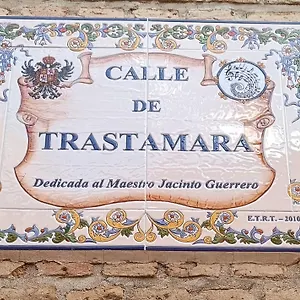 CALLE
DE
TRASTAMARA
Dedicada al Maestro Jacinto Guerrero
E.T.R.T. - 2010